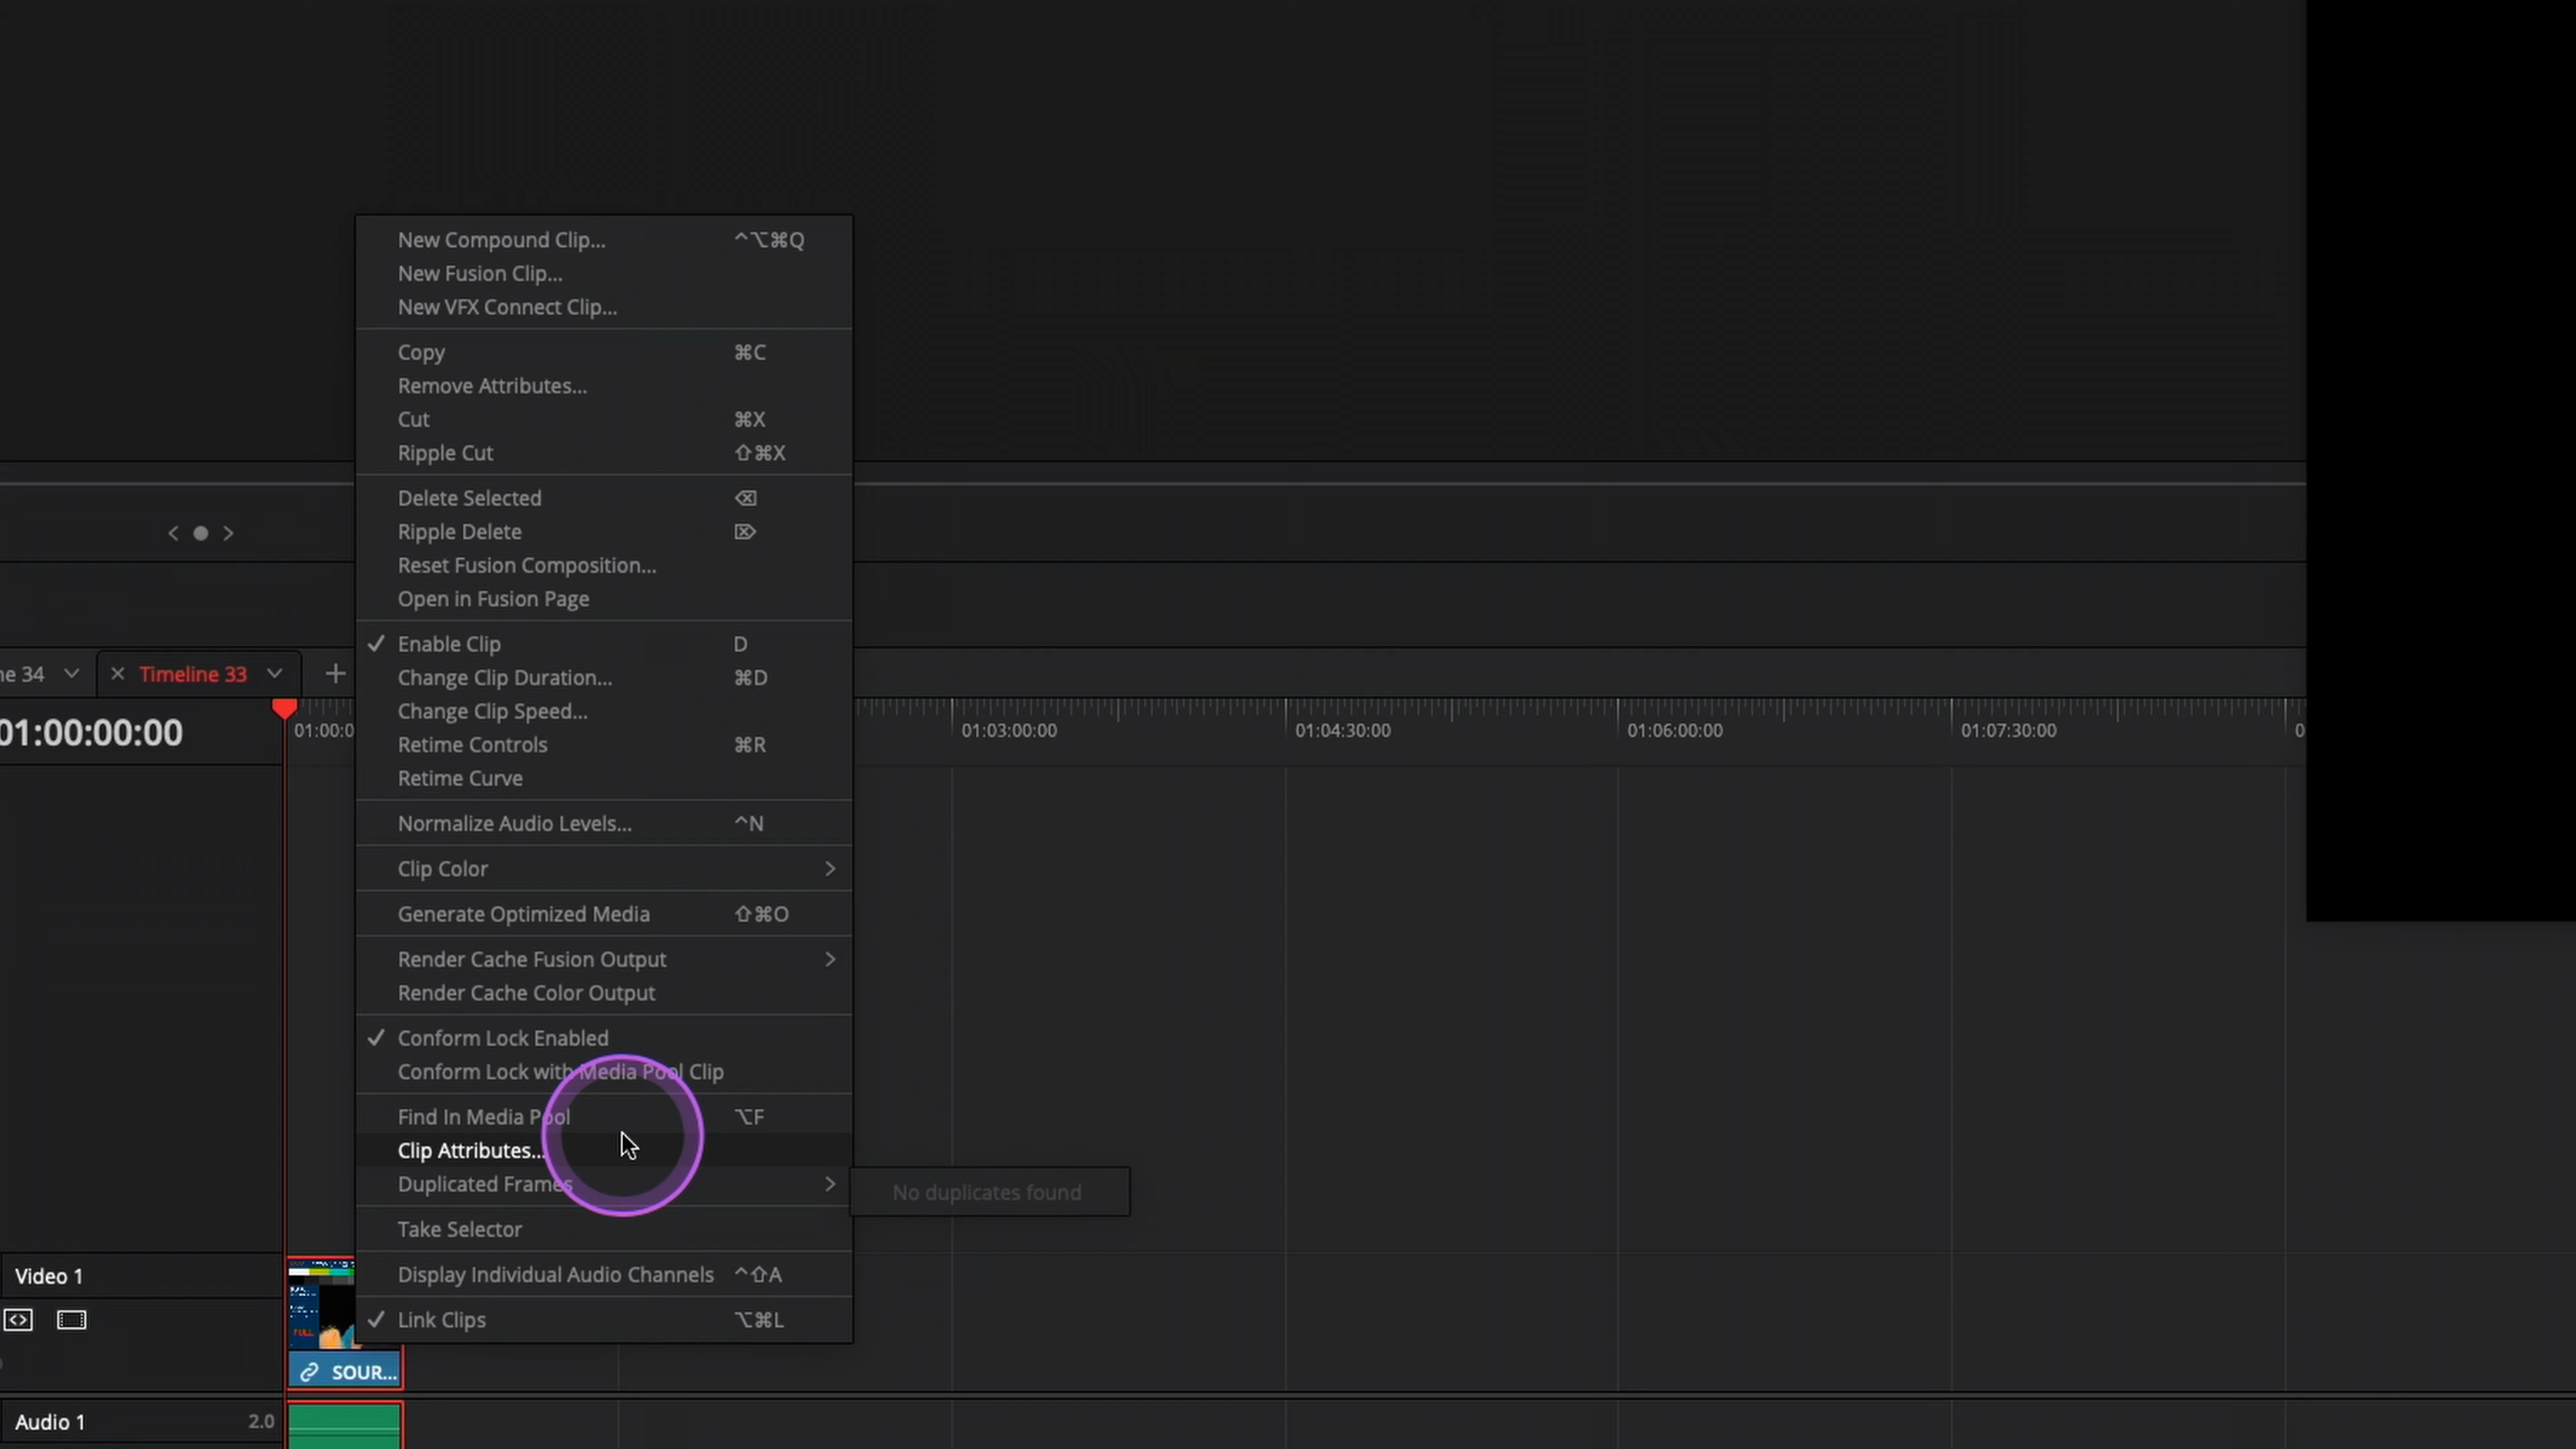 New Compound Clip... ^⌥⌘Q
New Fusion Clip...
New VFX Connect Clip...
Copy ⌘C
Remove Attributes...
Cut ⌘X
Ripple Cut ⇧⌘X
Delete Selected ⌫
Ripple Delete ⌦
Reset Fusion Composition...
Open in Fusion Page
✓ Enable Clip D
Change Clip Duration... ⌘D
Change Clip Speed...
Retime Controls ⌘R
Retime Curve
Normalize Audio Levels... ^N
Clip Color >
Generate Optimized Media ⇧⌘O
Render Cache Fusion Output >
Render Cache Color Output
✓ Conform Lock Enabled
Conform Lock with Media Pool Clip
Find In Media Pool ⌥F
Clip Attributes...
Duplicated Frames >
No duplicates found
Take Selector
Display Individual Audio Channels ^⇧A
✓ Link Clips ⌥⌘L
ne 34
Timeline 33
01:00:00:00
01:00:0 01:03:00:00 01:04:30:00 01:06:00:00 01:07:30:00 0
Video 1
FULL
SOUR...
Audio 1 2.0